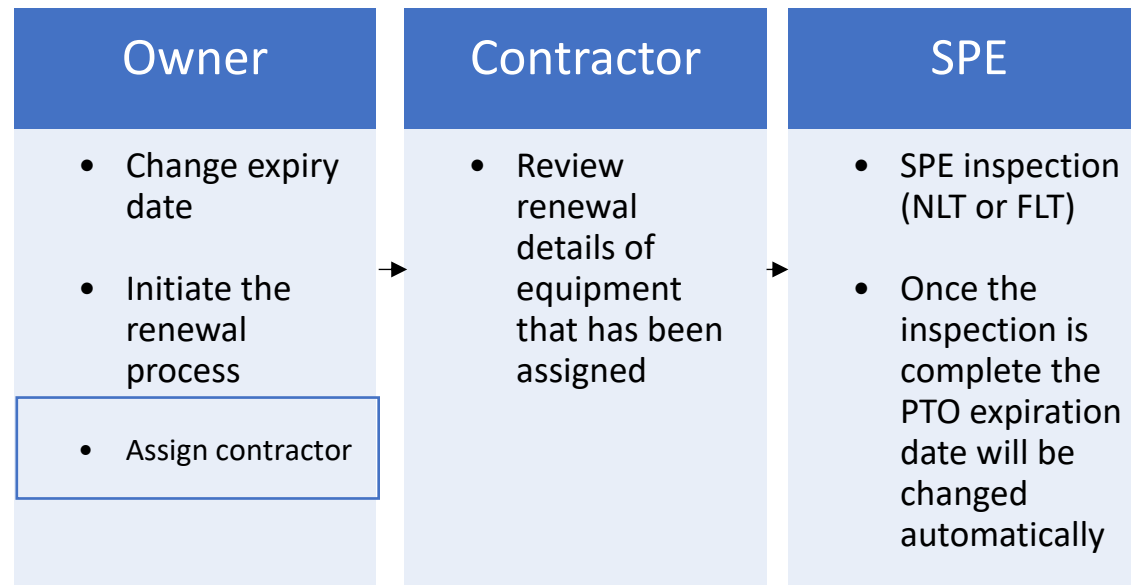 Owner
• Change expiry
date
• Initiate the
renewal
process
• Assign contractor
Contractor
• Review
renewal
details of
equipment
that has been
assigned
SPE
• SPE inspection
(NLT or FLT)
• Once the
inspection is
complete the
PTO expiration
date will be
changed
automatically